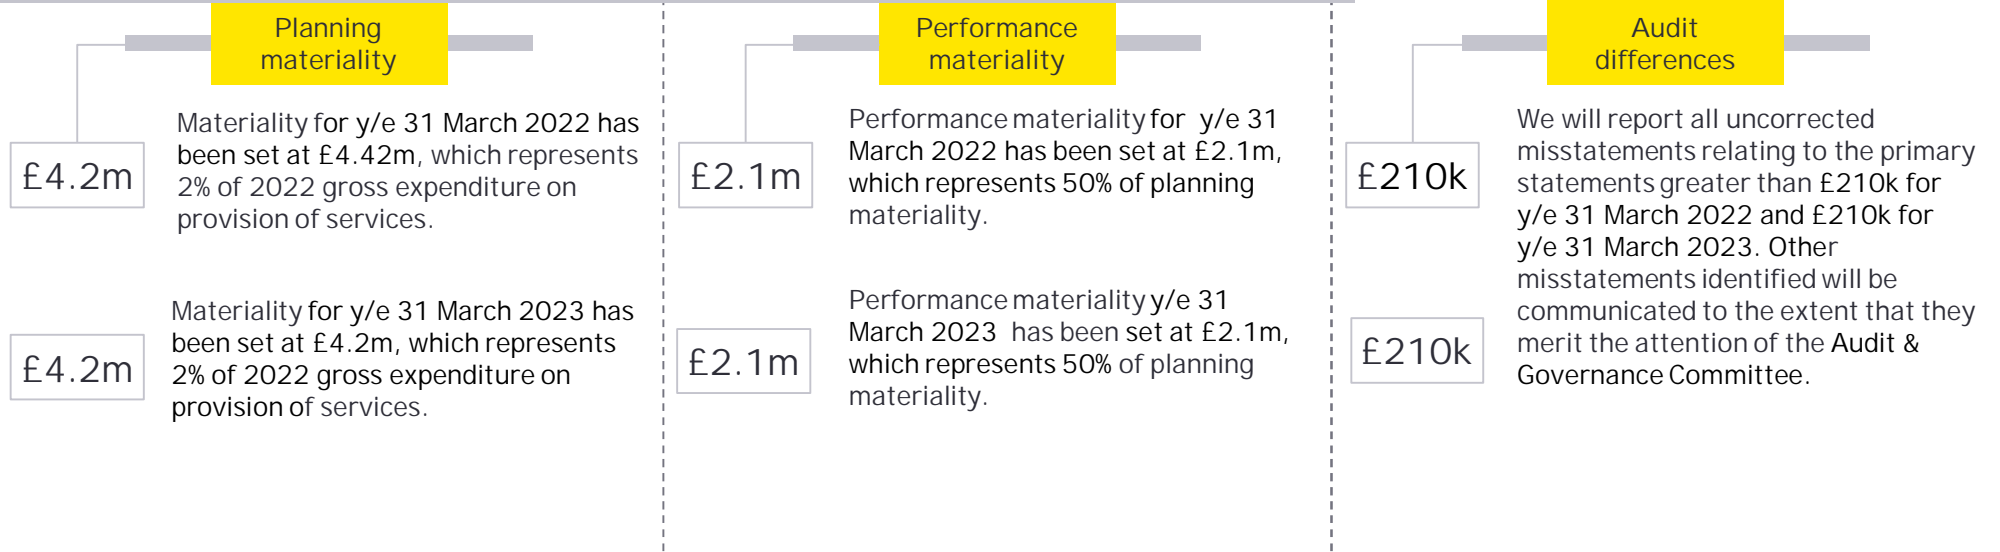 Planning
materiality
£4.2m
Materiality for y/e 31 March 2022 has
been set at £4.42m, which represents
2% of 2022 gross expenditure on
provision of services.
£4.2m
Materiality for y/e 31 March 2023 has
been set at £4.2m, which represents
2% of 2022 gross expenditure on
provision of services.
Performance
materiality
£2.1m
Performance materiality for y/e 31
March 2022 has been set at £2.1m,
which represents 50% of planning
materiality.
£2.1m
Performance materiality y/e 31
March 2023 has been set at £2.1m,
which represents 50% of planning
materiality.
Audit
differences
£210k
£210k
We will report all uncorrected
misstatements relating to the primary
statements greater than £210k for
y/e 31 March 2022 and £210k for
y/e 31 March 2023. Other
misstatements identified will be
communicated to the extent that they
merit the attention of the Audit &
Governance Committee.